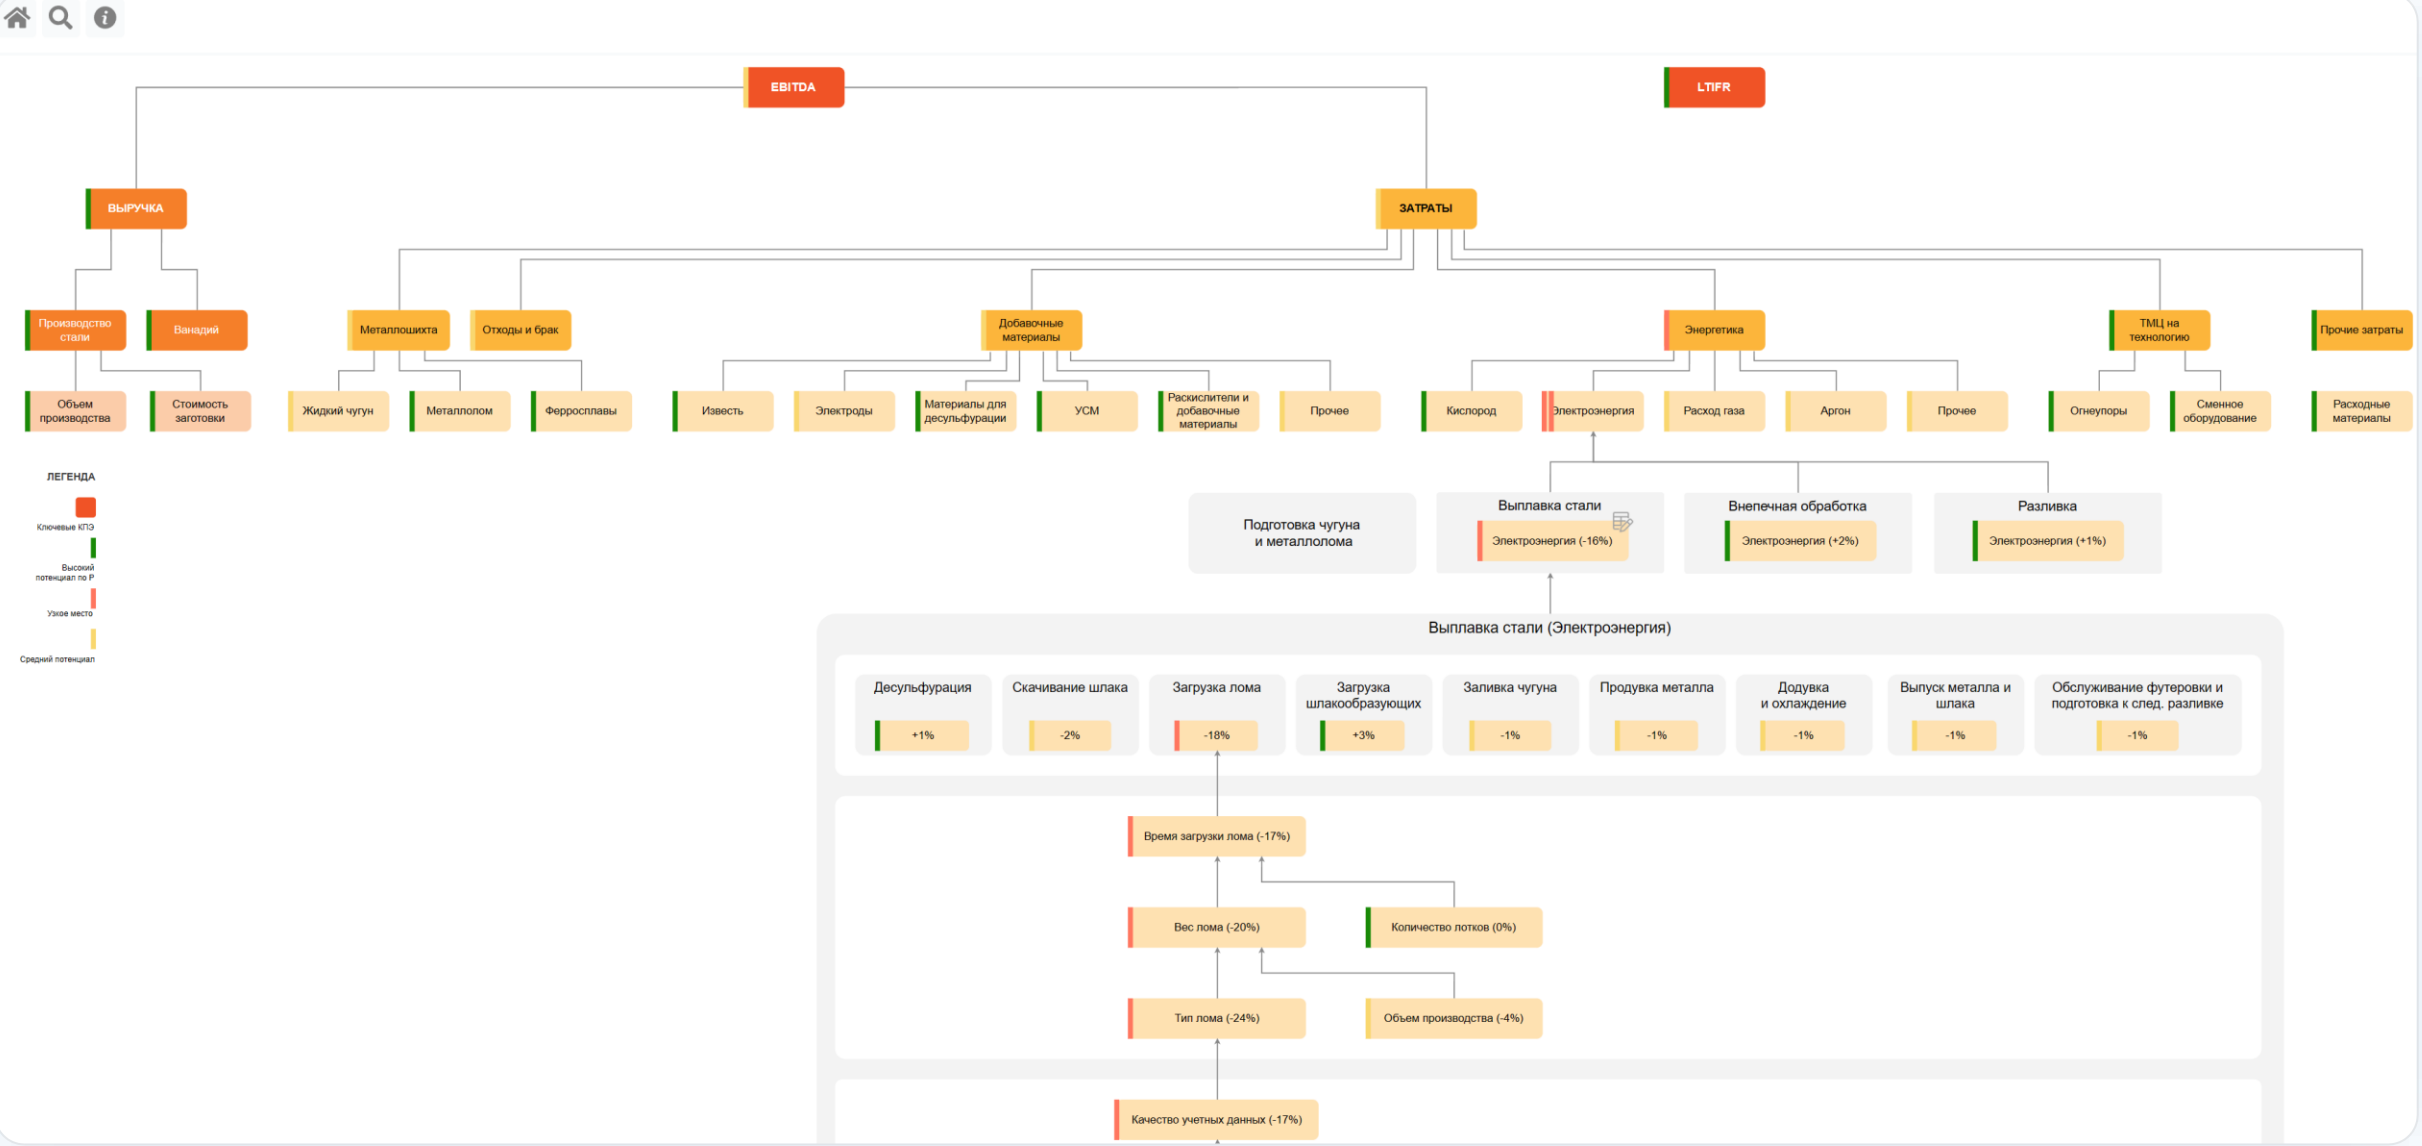 EBITDA
LTIFR
ВЫРУЧКА
ЗАТРАТЫ
Производство
стали
Ванадий
Металлошихта
Отходы и брак
Добавочные
материалы
Энергетика
ТМЦ на
технологию
Прочие затраты
Объем
производства
Стоимость
заготовки
Жидкий чугун
Металлолом
Ферросплавы
Известь
Электроды
Материалы для
десульфурации
УСМ
Раскислители и
добавочные
материалы
Прочее
Кислород
Электроэнергия
Расход газа
Аргон
Прочее
Огнеупоры
Сменное
оборудование
Расходные
материалы
ЛЕГЕНДА
Ключевые КПЭ
Высокий
потенциал по Р
Узкое место
Средний потенциал
Подготовка чугуна
и металлолома
Выплавка стали
Электроэнергия (-16%)
Внепечная обработка
Электроэнергия (+2%)
Разливка
Электроэнергия (+1%)
Выплавка стали (Электроэнергия)
Десульфурация
+1%
Скачивание шлака
-2%
Загрузка лома
-18%
Загрузка
шлакообразующих
+3%
Заливка чугуна
-1%
Продувка металла
-1%
Додувка
и охлаждение
-1%
Выпуск металла и
шлака
-1%
Обслуживание футеровки и
подготовка к след. разливке
-1%
Время загрузки лома (-17%)
Вес лома (-20%)
Количество лотков (0%)
Тип лома (-24%)
Объем производства (-4%)
Качество учетных данных (-17%)